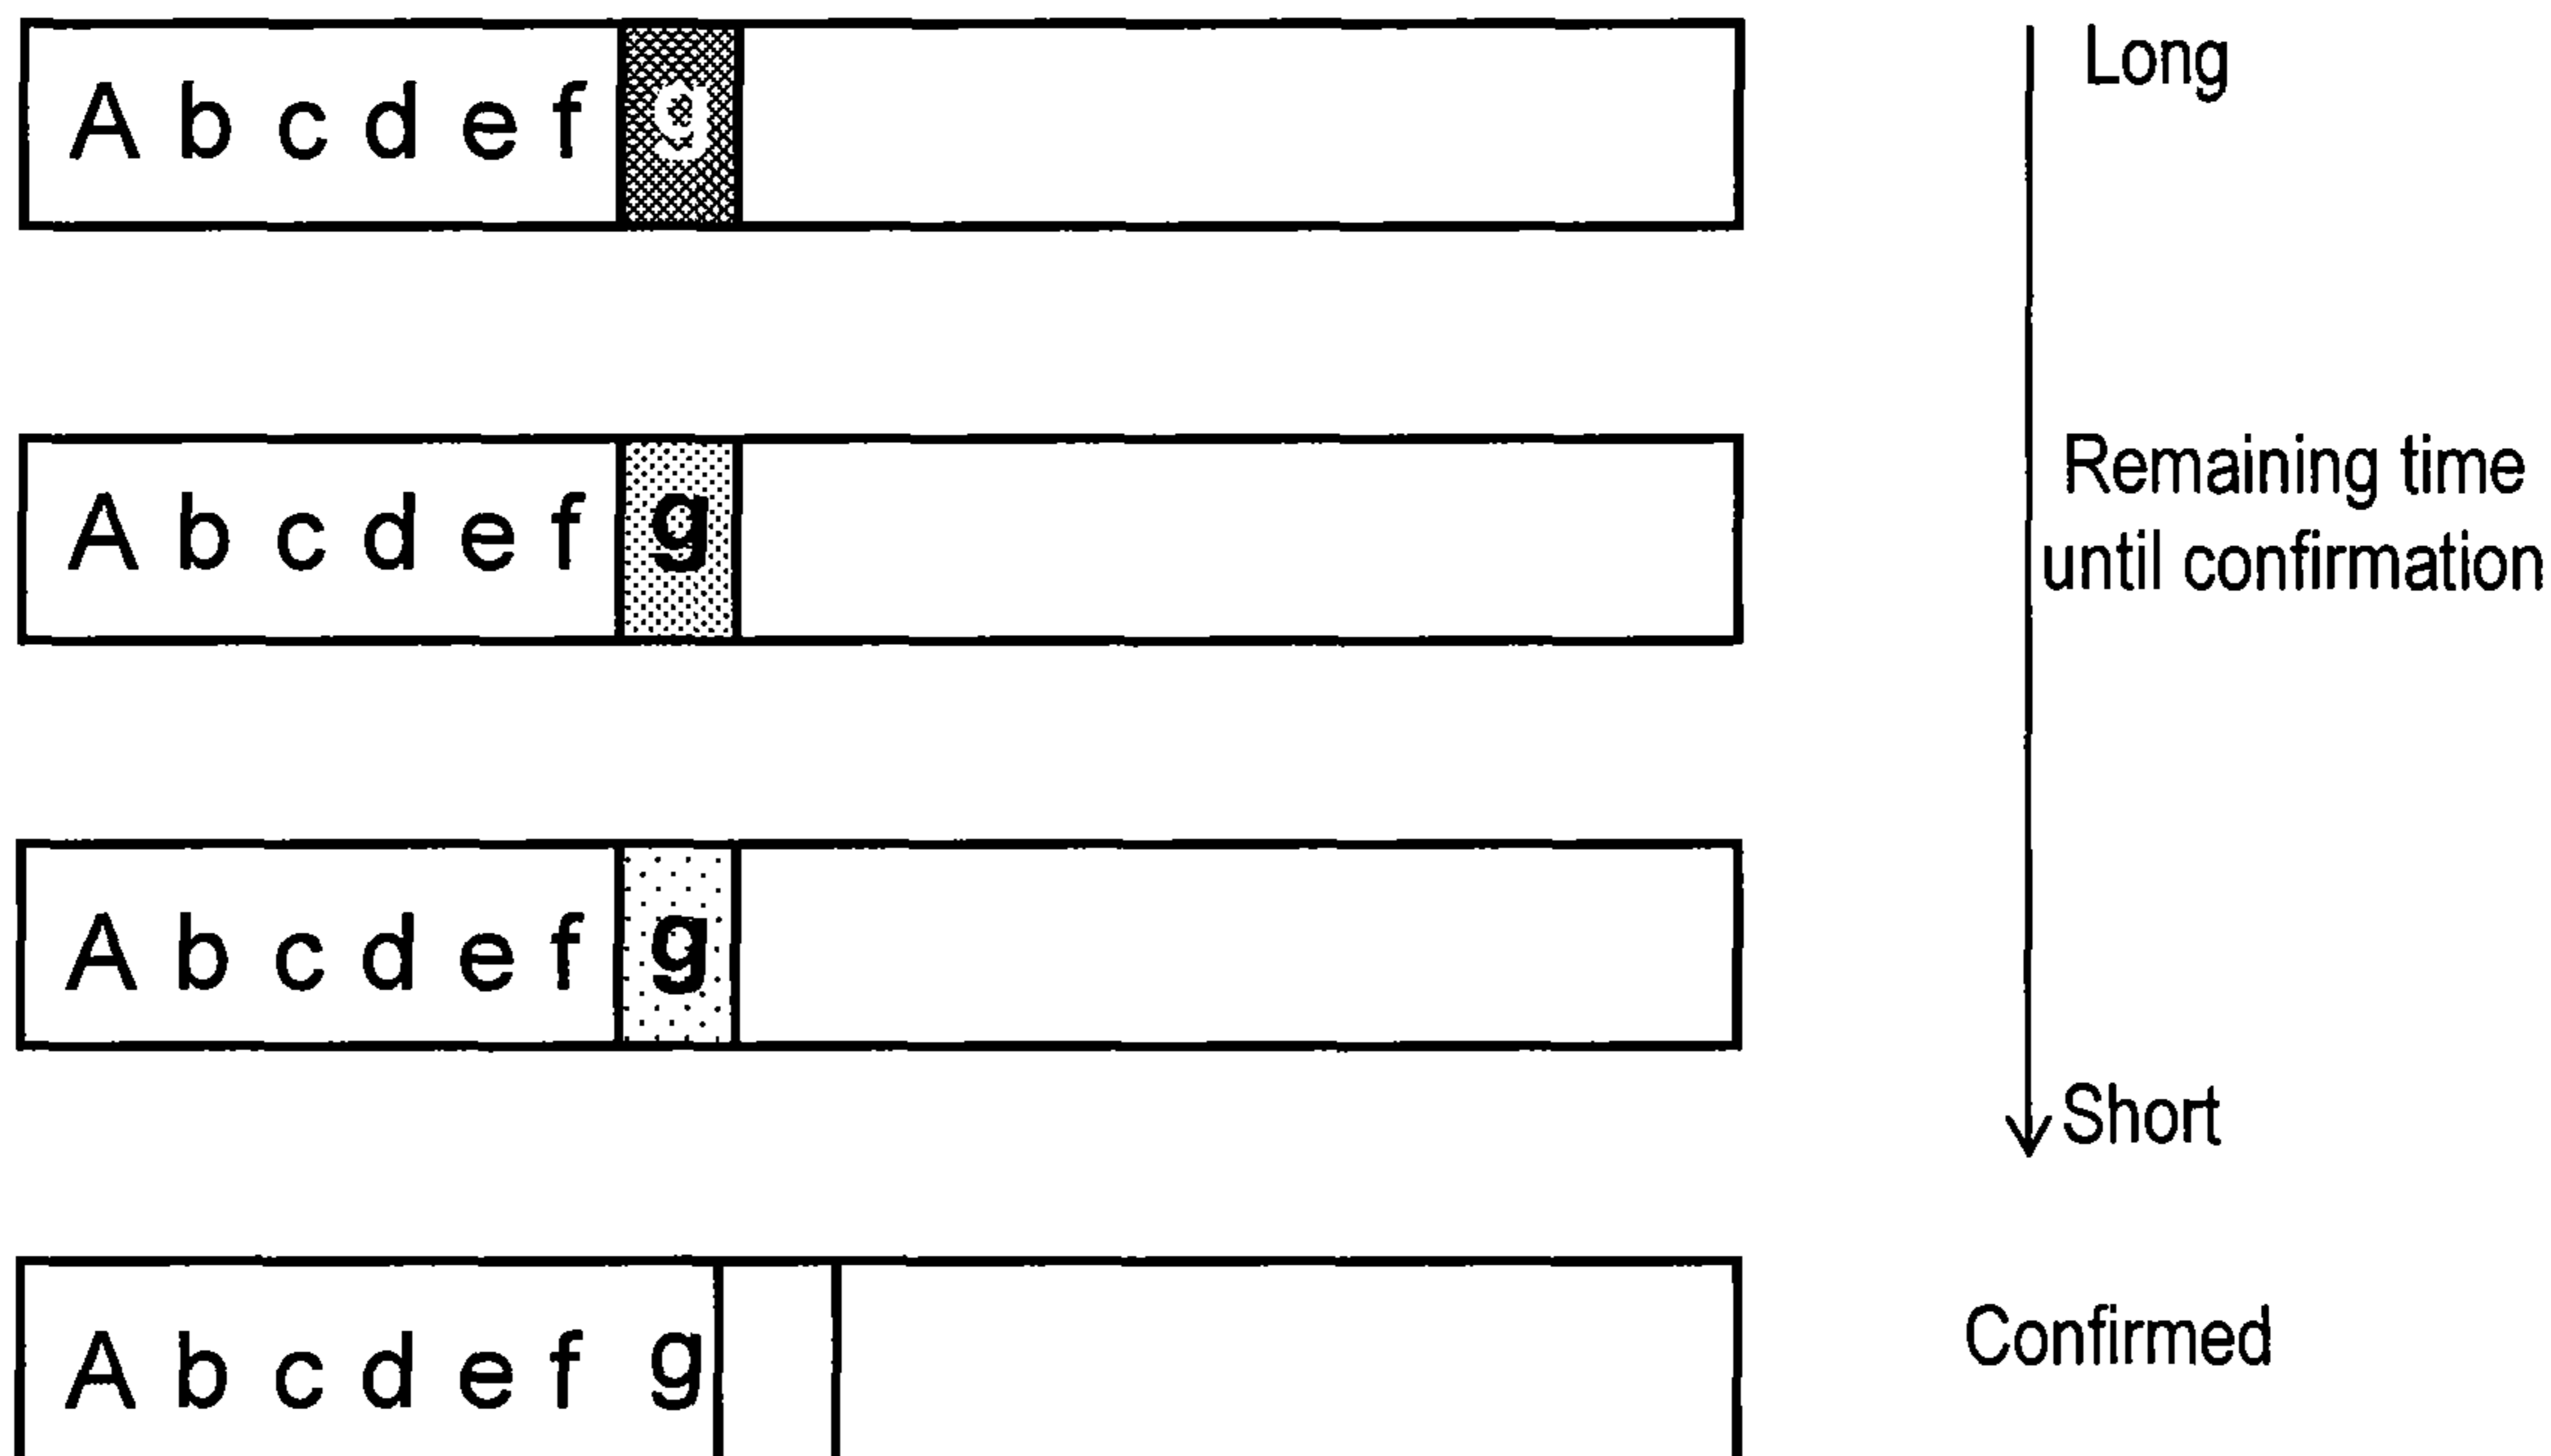 A b c d e f g
Long
A b c d e f g
Remaining time
until confirmation
A b c d e f g
Short
A b c d e f g
Confirmed